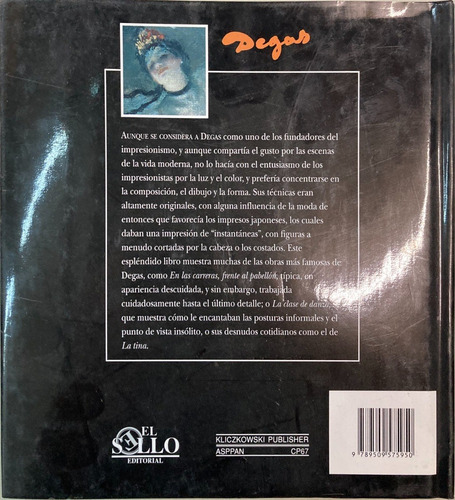 Degas
AUNQUE SE CONSIDERA A DEGAS como uno de los fundadores del
impresionismo, y aunque compartía el gusto por las escenas
de la vida moderna, no lo hacía con el entusiasmo de los
impresionistas por la luz y el color, y prefería concentrarse en
la composición, el dibujo y la forma. Sus técnicas eran
altamente originales, con alguna influencia de la moda de
entonces que favorecía los impresos japoneses, los cuales
daban una impresión de “instantáneas”, con figuras a
menudo cortadas por la cabeza o los costados. Este
espléndido libro muestra muchas de las obras más famosas de
Degas, como En las carreras, frente al pabellón, típica, en
apariencia descuidada, y sin embargo, trabajada
cuidadosamente hasta el último detalle; o La clase de danza,
que muestra cómo le encantaban las posturas informales y el
punto de vista insólito, o sus desnudos cotidianos como el de
La tina.
EL
SELLO
EDITORIAL
KLICZKOWSKI PUBLISHER
ASPPAN CP67
9 789509 575950